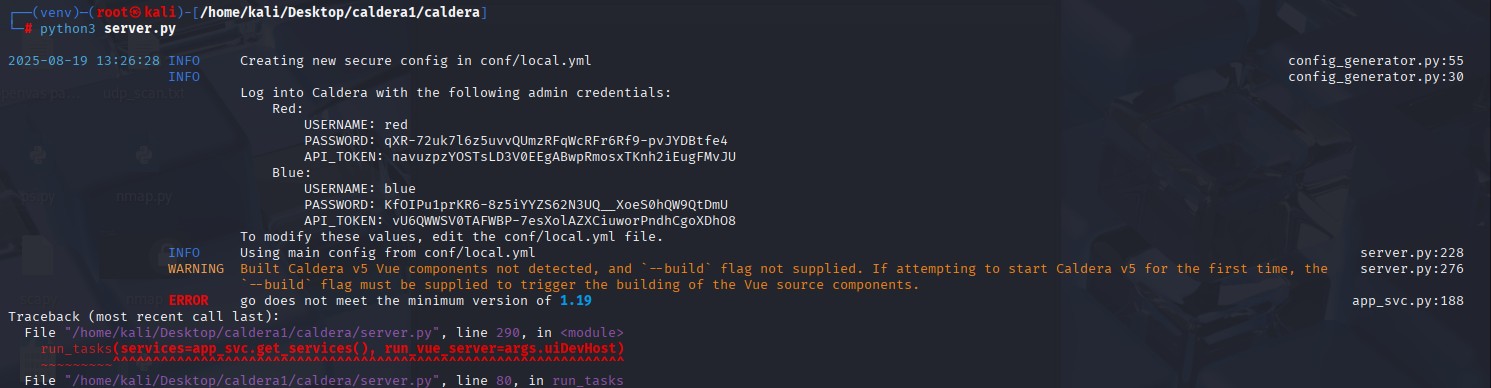 ┌──(venv)─(root㉿kali)-[/home/kali/Desktop/caldera1/caldera]
└─# python3 server.py
2025-08-19 13:26:28 INFO Creating new secure config in conf/local.yml config_generator.py:55
INFO config_generator.py:30
Log into Caldera with the following admin credentials:
Red:
USERNAME: red
PASSWORD: qXR-72uk7l6z5uvvQUmzRFqWcRFr6Rf9-pvJYDBtfe4
API_TOKEN: navuzpzYOSTsLD3V0EEgABwpRmosxTKnh2iEugFMvJU
Blue:
USERNAME: blue
PASSWORD: KfOIPu1prKR6-8z5iYYZS62N3UQ__XoeS0hQW9QtDmU
API_TOKEN: vU6QWWSV0TAFWBP-7esXolAZXCiuworPndhCgoXDhO8
To modify these values, edit the conf/local.yml file.
INFO Using main config from conf/local.yml server.py:228
WARNING Built Caldera v5 Vue components not detected, and `--build` flag not supplied. If attempting to start Caldera v5 for the first time, the server.py:276
`--build` flag must be supplied to trigger the building of the Vue source components.
ERROR go does not meet the minimum version of 1.19 app_svc.py:188
Traceback (most recent call last):
File "/home/kali/Desktop/caldera1/caldera/server.py", line 290, in <module>
run_tasks(services=app_svc.get_services(), run_vue_server=args.uiDevHost)
~~~~~~~~~^^^^^^^^^^^^^^^^^^^^^^^^^^^^^^^^^^^^^^^^^^^^^^^^^^^^^^^^^^^^^^^^
File "/home/kali/Desktop/caldera1/caldera/server.py", line 80, in run_tasks
udp_scan.txt
nmap.py